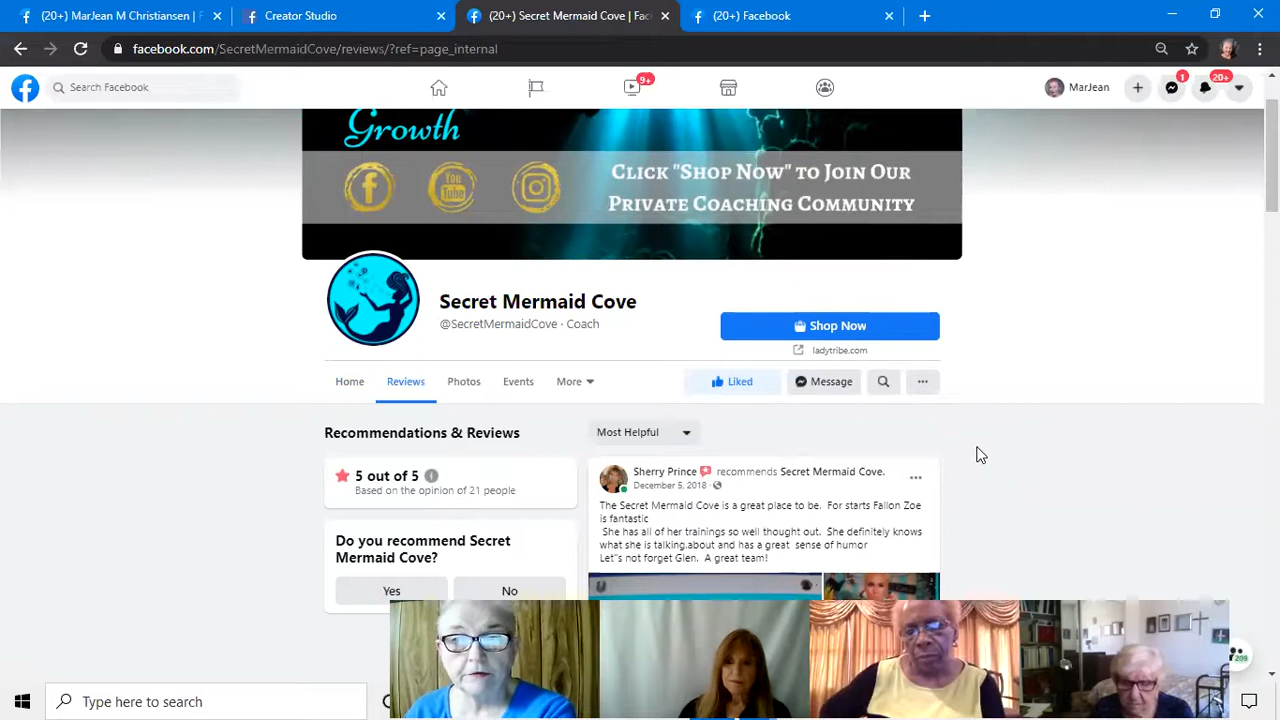 (20+) MarJean M Christiansen |
Creator Studio
(20+) Secret Mermaid Cove | Fac
(20+) Facebook
facebook.com/SecretMermaidCove/reviews/?ref=page_internal
Search Facebook
9+
MarJean
1
20+
Growth
CLICK "SHOP NOW" TO JOIN OUR
PRIVATE COACHING COMMUNITY
You
Tube
Secret Mermaid Cove
@SecretMermaidCove · Coach
Shop Now
ladytribe.com
Home
Reviews
Photos
Events
More
Liked
Message
Recommendations & Reviews
Most Helpful
5 out of 5
Based on the opinion of 21 people
Do you recommend Secret
Mermaid Cove?
Yes
No
Sherry Prince recommends Secret Mermaid Cove.
December 5, 2018 ·
The Secret Mermaid Cove is a great place to be. For starts Fallon Zoe
is fantastic
She has all of her trainings so well thought out. She definitely knows
what she is talking.about and has a great sense of humor
Let"s not forget Glen. A great team!
209
Type here to search